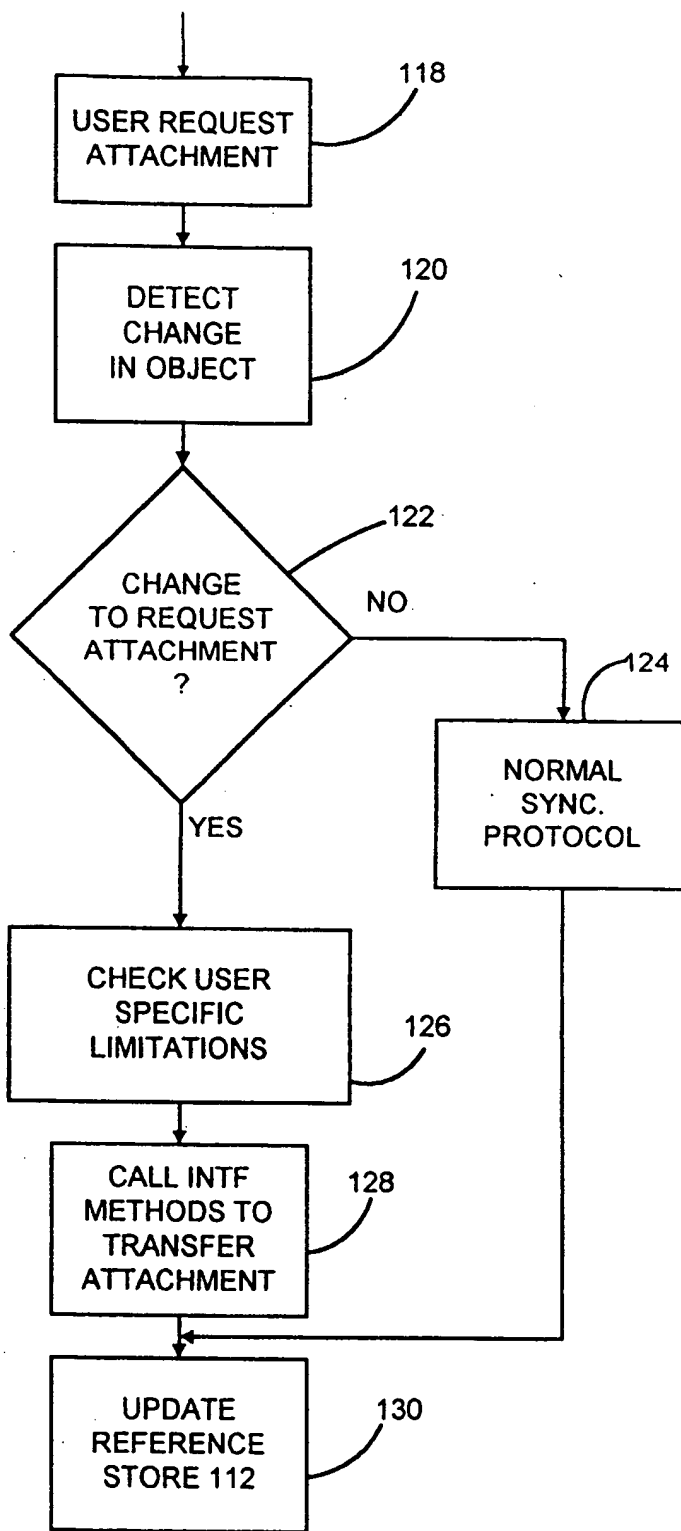 118
USER REQUEST
ATTACHMENT
120
DETECT
CHANGE
IN OBJECT
122
CHANGE
TO REQUEST
ATTACHMENT
?
NO
YES
124
NORMAL
SYNC.
PROTOCOL
CHECK USER
SPECIFIC
LIMITATIONS
126
CALL INTF
METHODS TO
TRANSFER
ATTACHMENT
128
UPDATE
REFERENCE
STORE 112
130